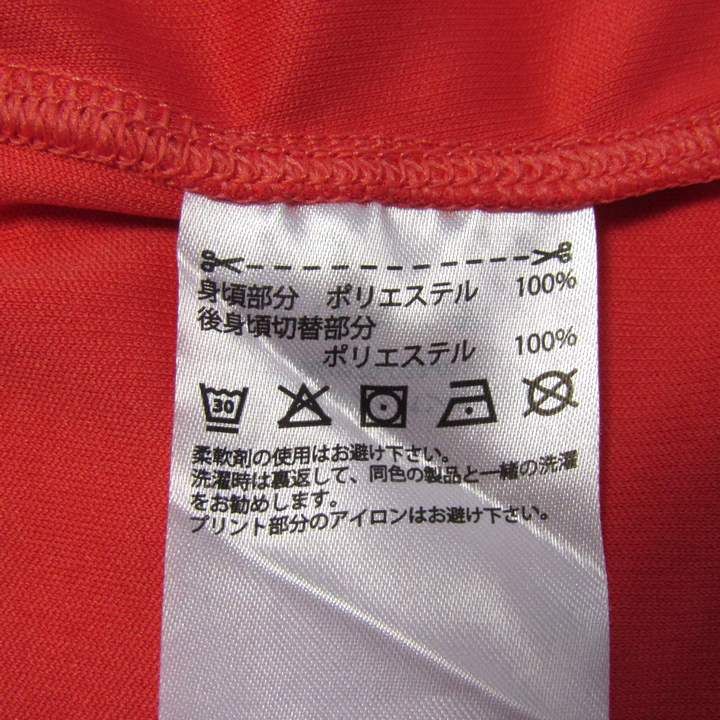 身頃部分 ポリエステル 100%
後身頃切替部分
ポリエステル 100%
30
柔軟剤の使用はお避け下さい。
洗濯時は裏返して、同色の製品と一緒の洗濯
をお勧めします。
プリント部分のアイロンはお避け下さい。